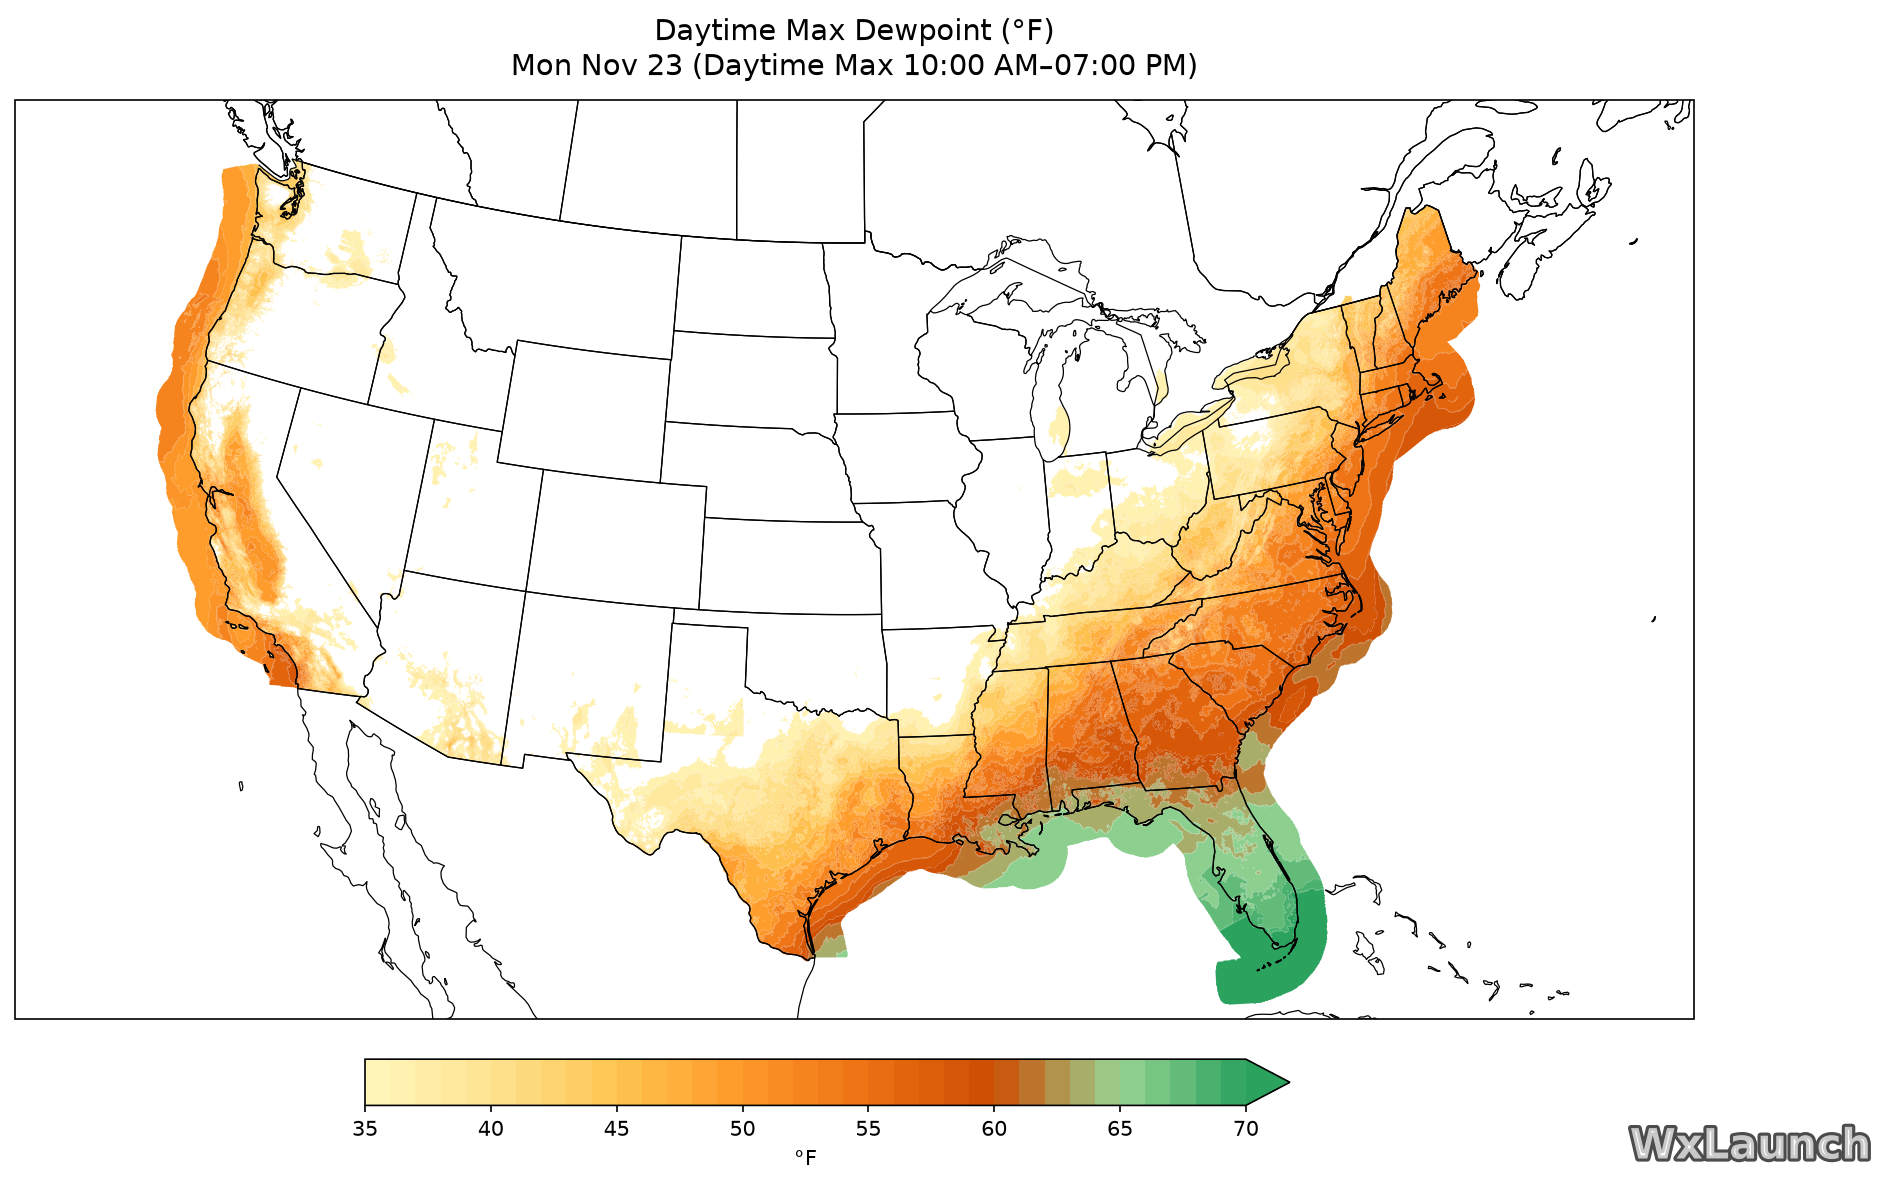 Daytime Max Dewpoint (°F)
Mon Nov 23 (Daytime Max 10:00 AM–07:00 PM)
35 40 45 50 55 60 65 70
°F
WxLaunch